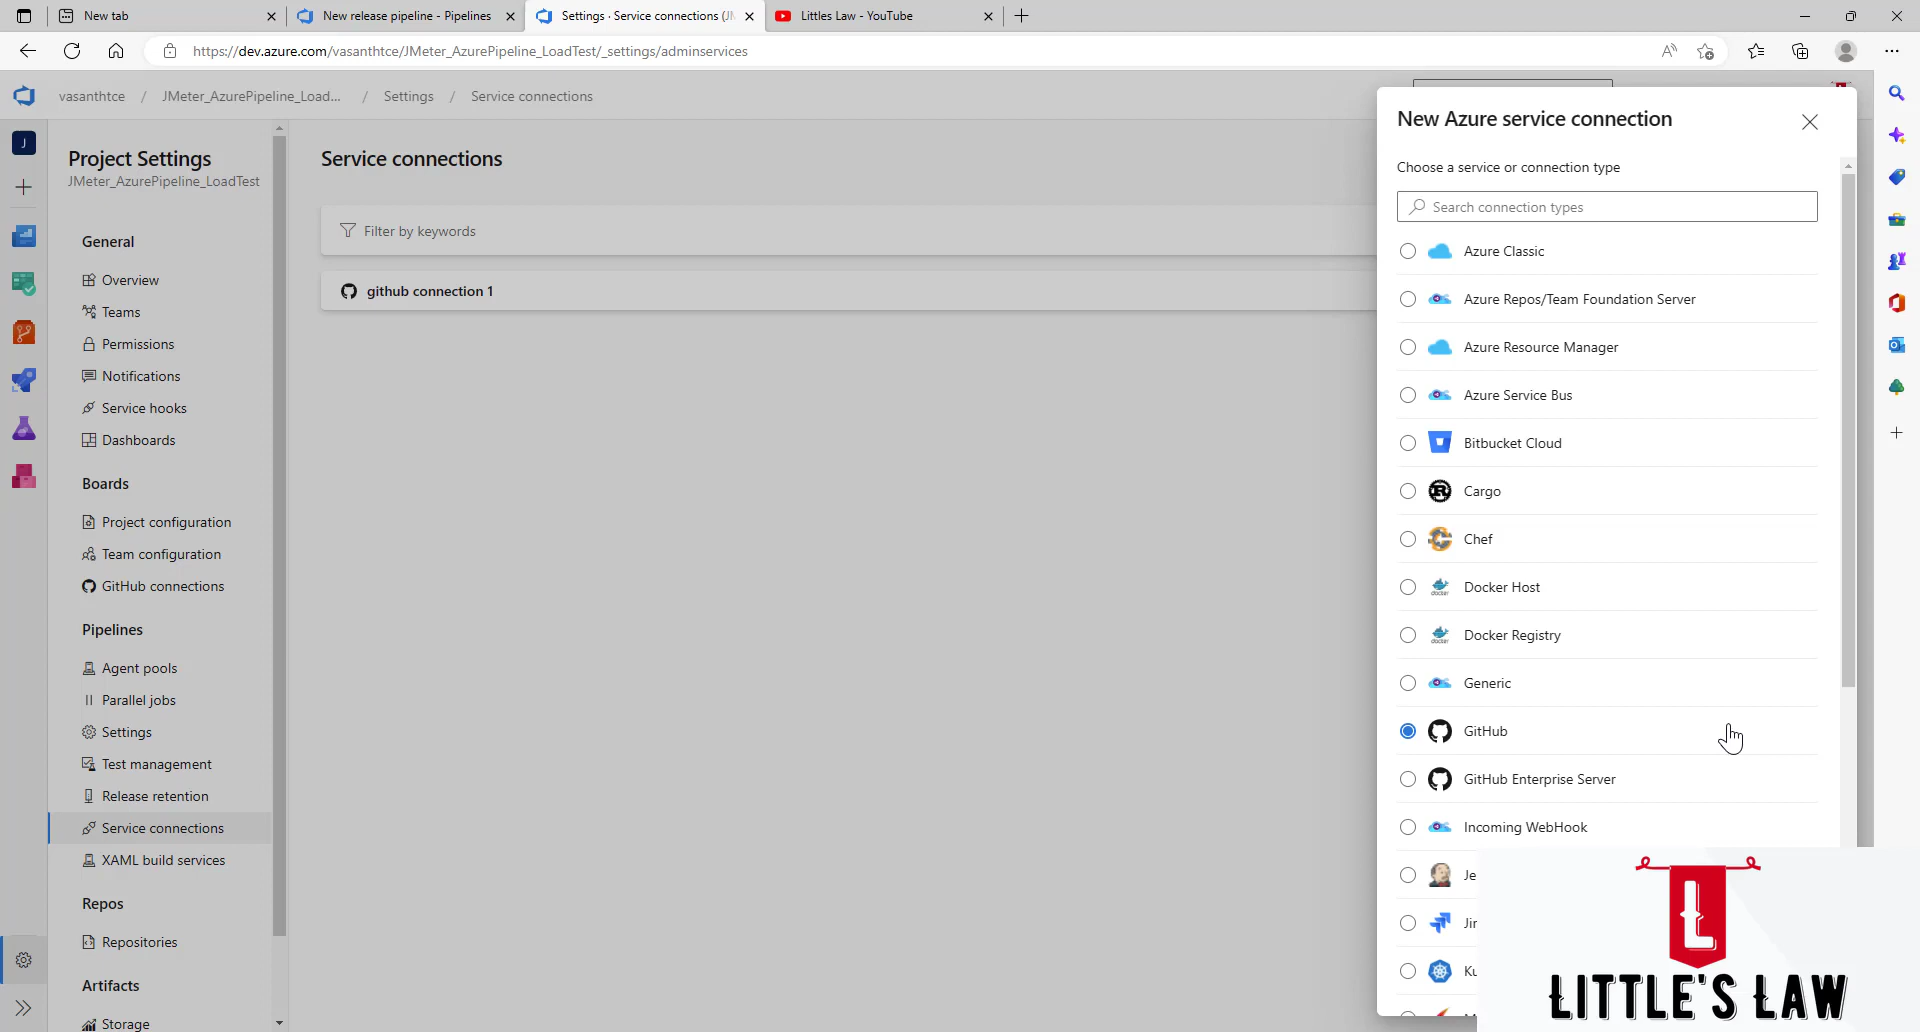 New tab
New release pipeline - Pipelines
Settings · Service connections (JM
Littles Law - YouTube
https://dev.azure.com/vasanthtce/JMeter_AzurePipeline_LoadTest/_settings/adminservices
vasanthtce / JMeter_AzurePipeline_Load... / Settings / Service connections
J
Project Settings
JMeter_AzurePipeline_LoadTest
General
Overview
Teams
Permissions
Notifications
Service hooks
Dashboards
Boards
Project configuration
Team configuration
GitHub connections
Pipelines
Agent pools
Parallel jobs
Settings
Test management
Release retention
Service connections
XAML build services
Repos
Repositories
Artifacts
Storage
Service connections
Filter by keywords
github connection 1
New Azure service connection
Choose a service or connection type
Search connection types
Azure Classic
Azure Repos/Team Foundation Server
Azure Resource Manager
Azure Service Bus
Bitbucket Cloud
Cargo
Chef
Docker Host
Docker Registry
Generic
GitHub
GitHub Enterprise Server
Incoming WebHook
Je
Jir
Ku
L
LITTLE'S LAW